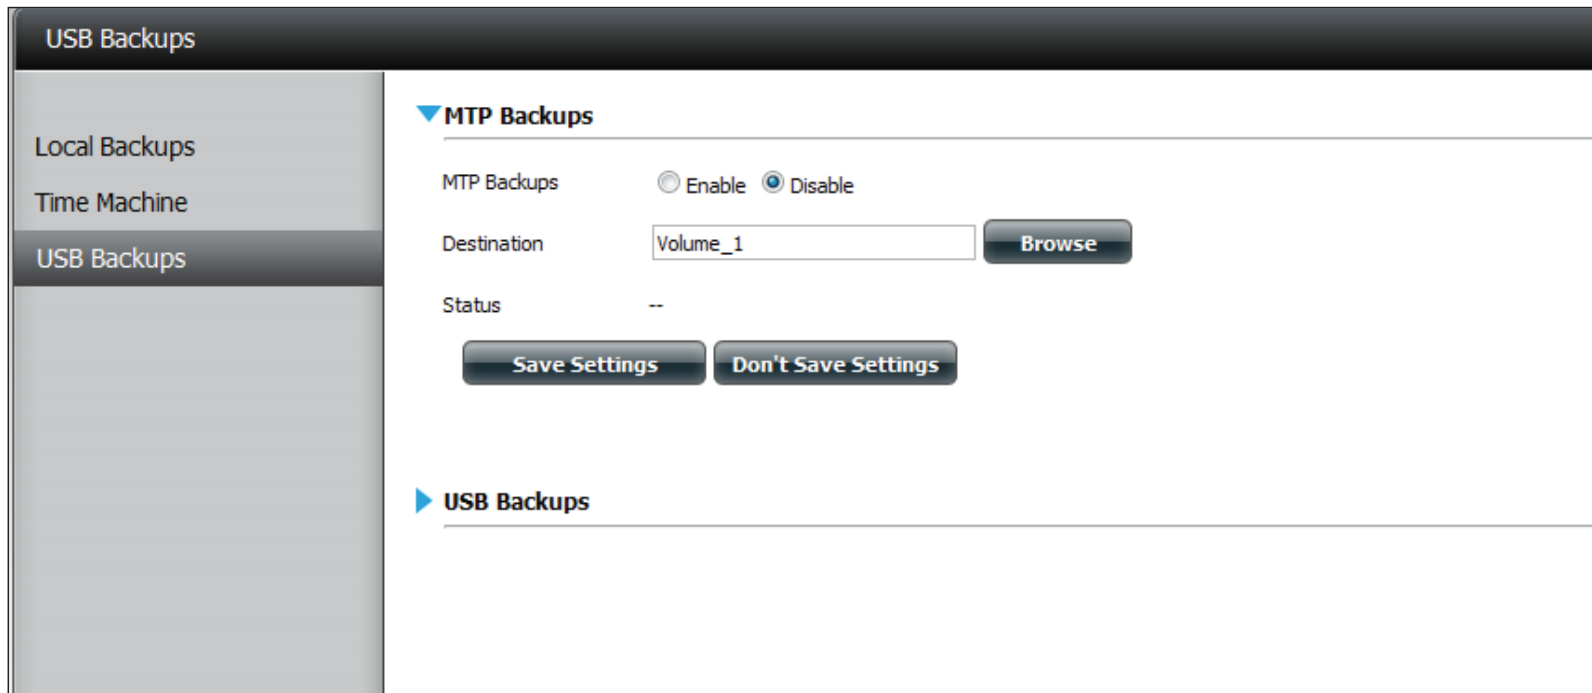 USB Backups
Local Backups
Time Machine
USB Backups
MTP Backups
MTP Backups Enable Disable
Destination Volume_1 Browse
Status --
Save Settings Don't Save Settings
USB Backups